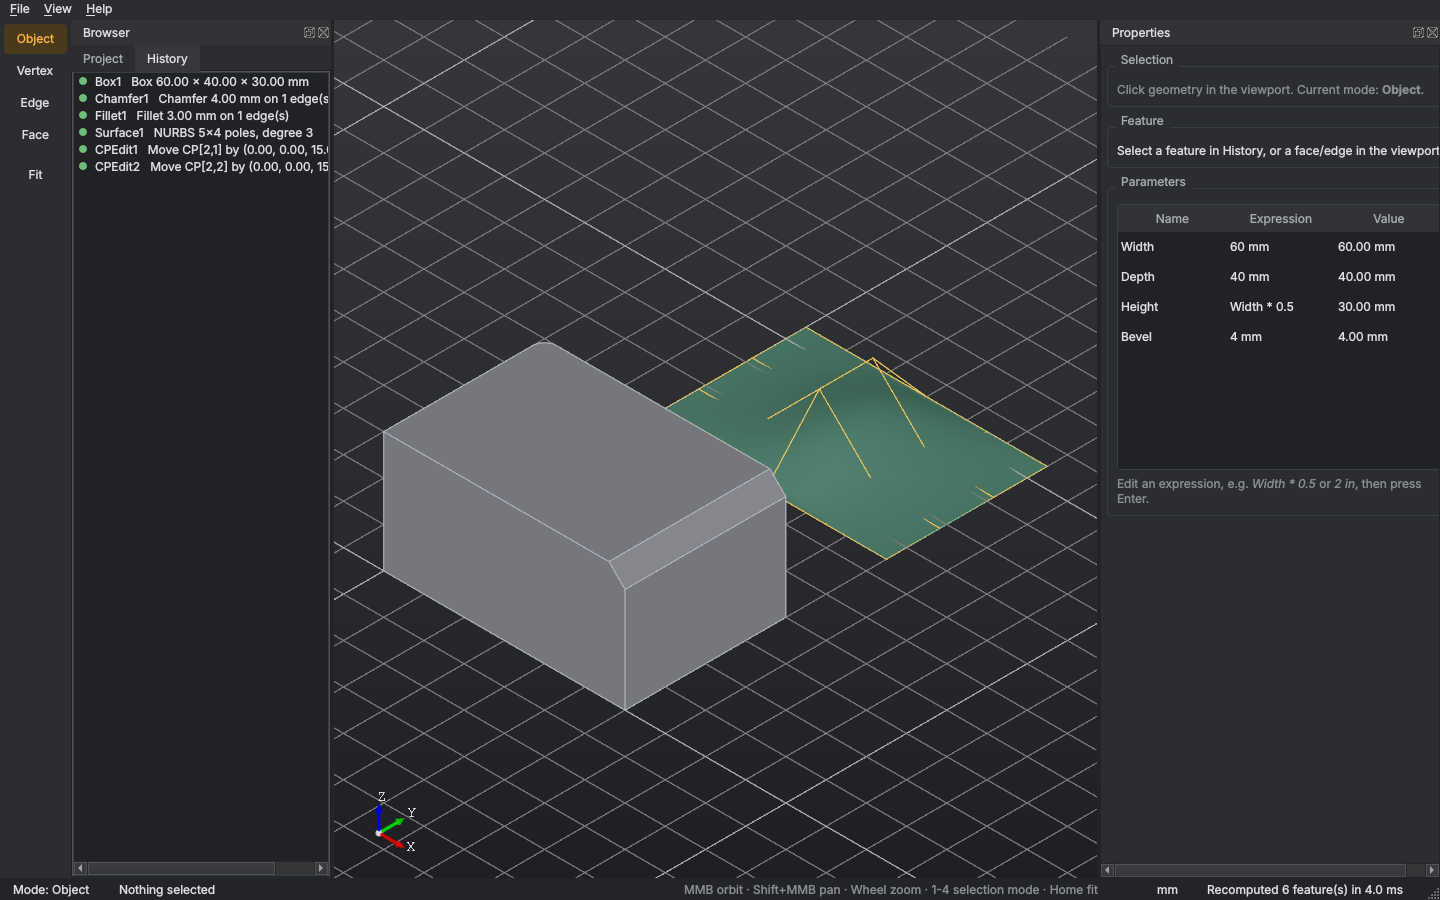 File View Help
Object
Vertex
Edge
Face
Fit
Browser
Project History
Box1 Box 60.00 × 40.00 × 30.00 mm
Chamfer1 Chamfer 4.00 mm on 1 edge(s
Fillet1 Fillet 3.00 mm on 1 edge(s)
Surface1 NURBS 5×4 poles, degree 3
CPEdit1 Move CP[2,1] by (0.00, 0.00, 15.
CPEdit2 Move CP[2,2] by (0.00, 0.00, 15
Z
Y
X
Properties
Selection
Click geometry in the viewport. Current mode: Object.
Feature
Select a feature in History, or a face/edge in the viewport
Parameters
Name Expression Value
Width 60 mm 60.00 mm
Depth 40 mm 40.00 mm
Height Width * 0.5 30.00 mm
Bevel 4 mm 4.00 mm
Edit an expression, e.g. Width * 0.5 or 2 in, then press
Enter.
Mode: Object Nothing selected MMB orbit · Shift+MMB pan · Wheel zoom · 1-4 selection mode · Home fit mm Recomputed 6 feature(s) in 4.0 ms